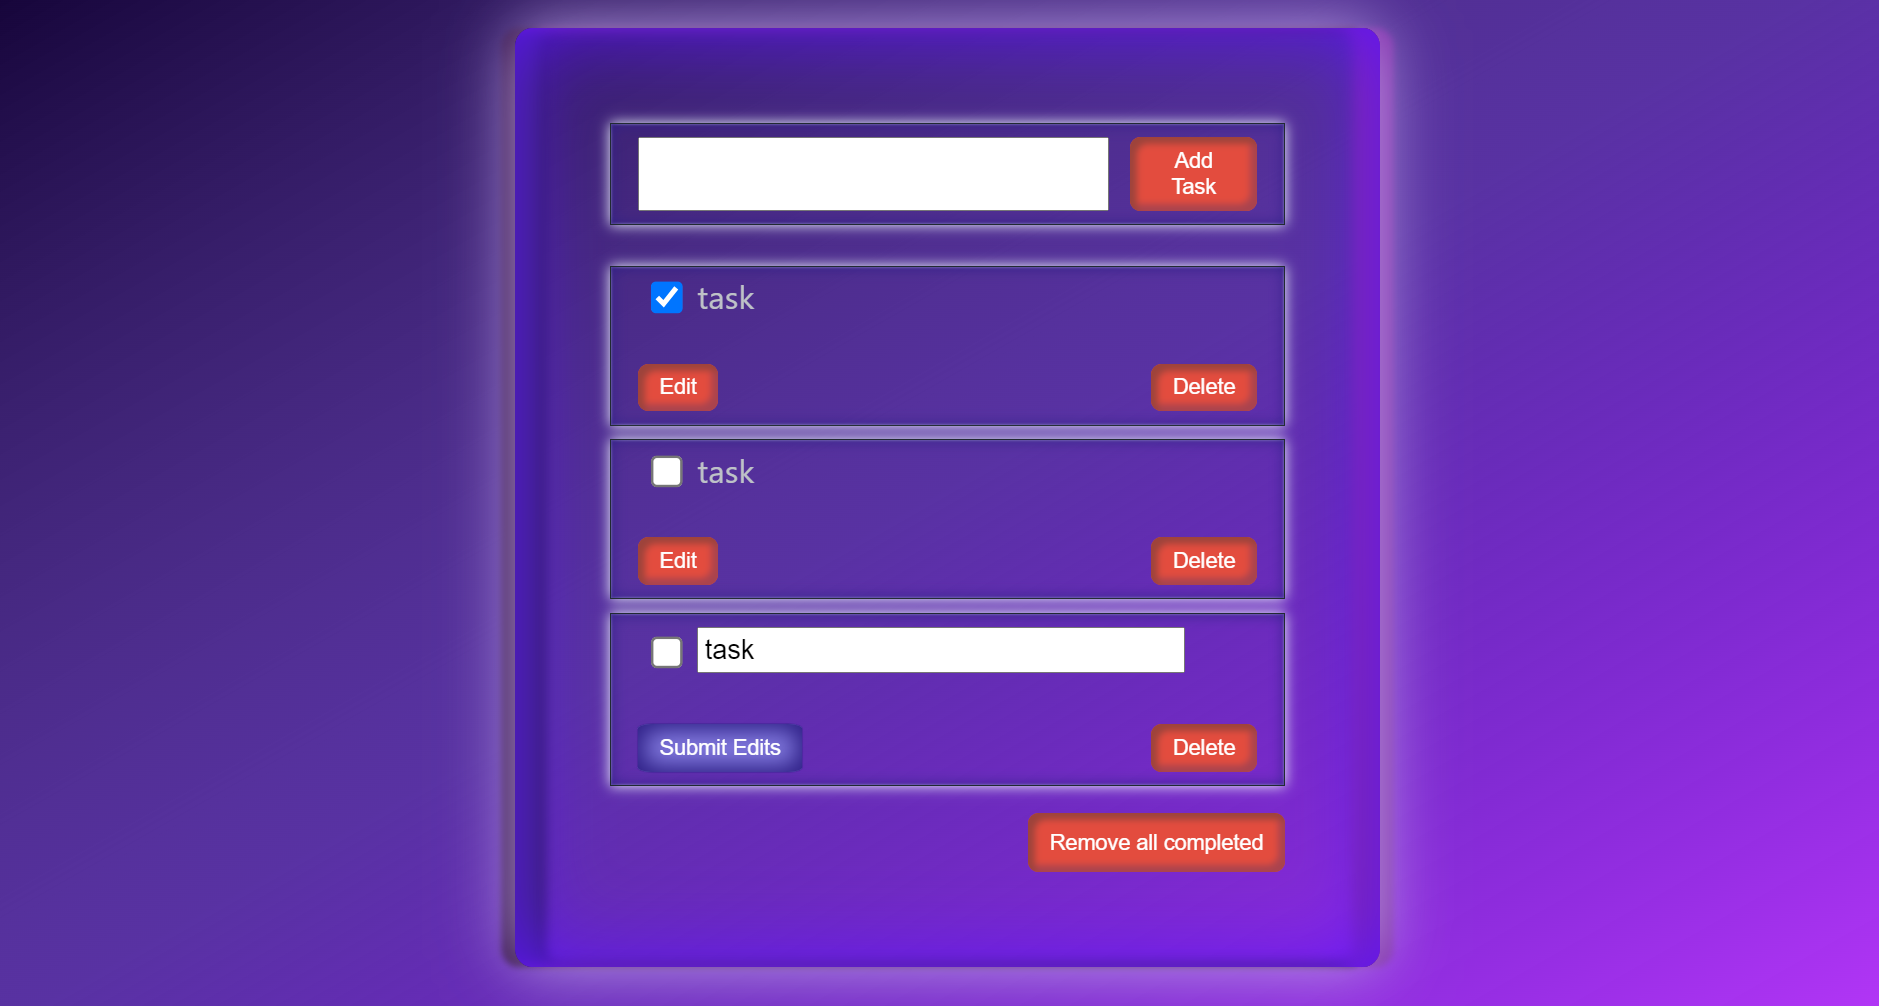 Add
Task
task
Edit
Delete
task
Edit
Delete
task
Submit Edits
Delete
Remove all completed